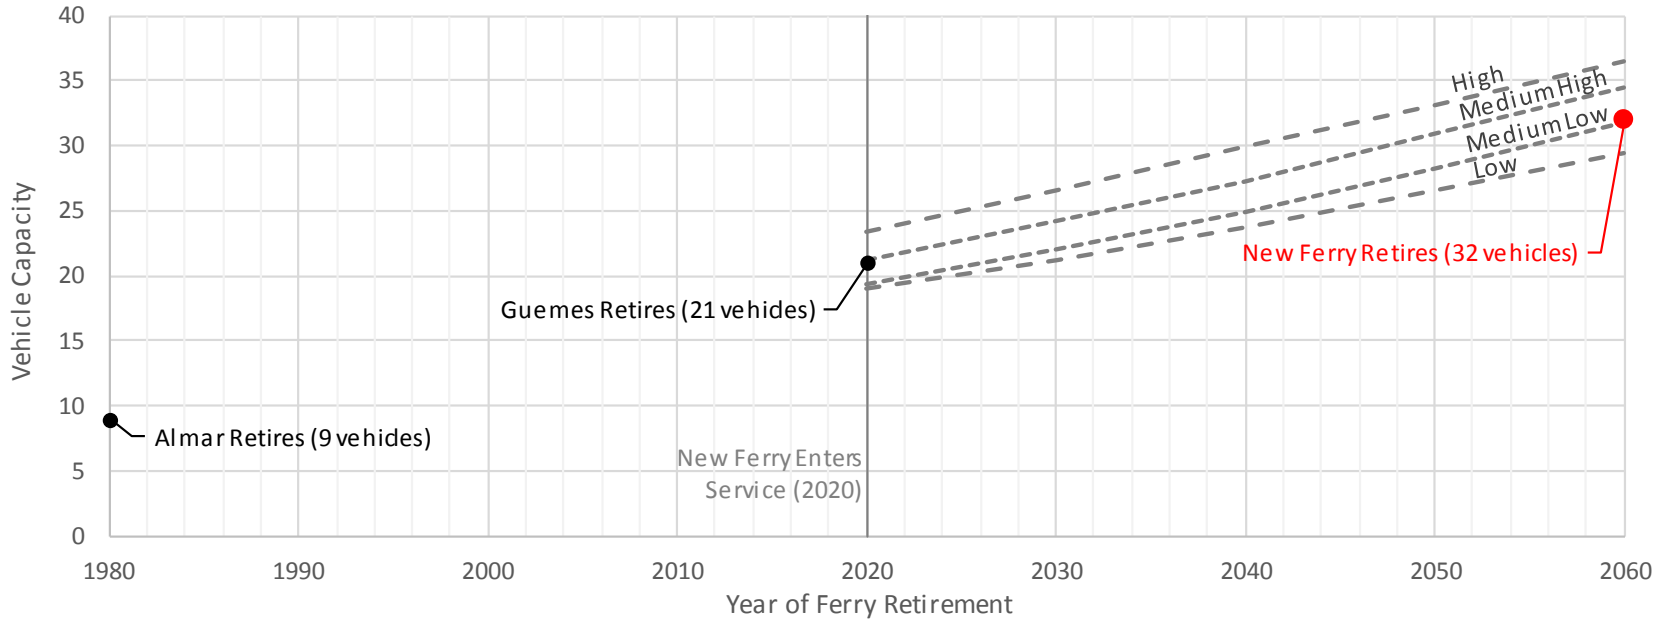 40
35
30
25
20
15
10
5
0
Vehicle Capacity
High
Medium High
Medium Low
Low
New Ferry Retires (32 vehicles)
Guemes Retires (21 vehicles)
Almar Retires (9 vehicles)
New Ferry Enters
Service (2020)
1980 1990 2000 2010 2020 2030 2040 2050 2060
Year of Ferry Retirement